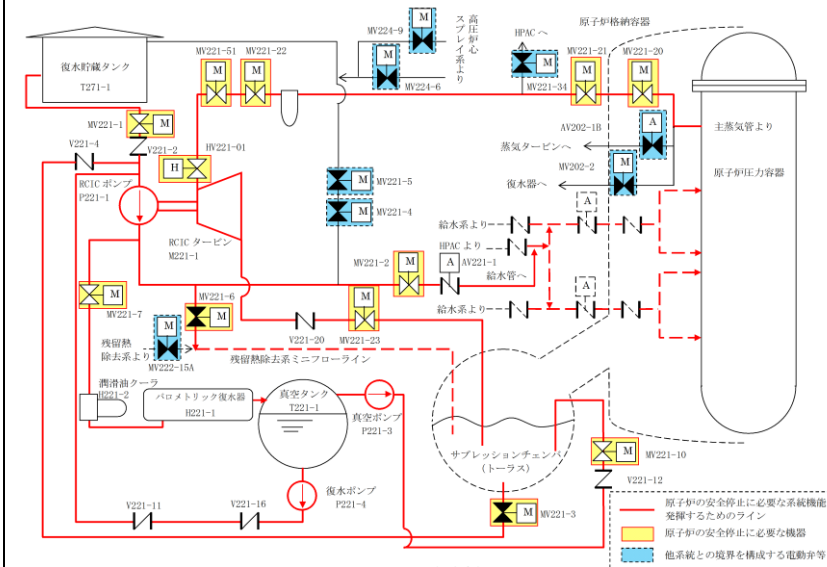 MV224-9
高圧炉心
スプレイ系より
MV224-6
原子炉格納容器
HPACへ
MV221-34
MV221-21
MV221-20
MV221-51
MV221-22
復水貯蔵タンク
T271-1
MV221-1
V221-4
V221-2
HV221-01
RCICポンプ
P221-1
RCICタービン
M221-1
MV221-5
MV221-4
AV202-1B
蒸気タービンへ
MV202-2
復水器へ
主蒸気管より
原子炉圧力容器
給水系より
HPACより
AV221-1
給水管へ
給水系より
MV221-2
MV221-7
MV221-6
V221-20
MV221-23
残留熱
除去系より
MV222-15A
残留熱除去系ミニフローライン
潤滑油クーラ
H221-2
バロメトリック復水器
H221-1
真空タンク
T221-1
真空ポンプ
P221-3
サプレッションチェンバ
(トーラス)
MV221-10
V221-12
V221-11
V221-16
復水ポンプ
P221-4
MV221-3
原子炉の安全停止に必要な系統機能
発揮するためのライン
原子炉の安全停止に必要な機器
他系統との境界を構成する電動弁等
M
M
M
M
M
M
M
M
H
A
M
M
M
A
A
M
A
M
M
M
M
M
M